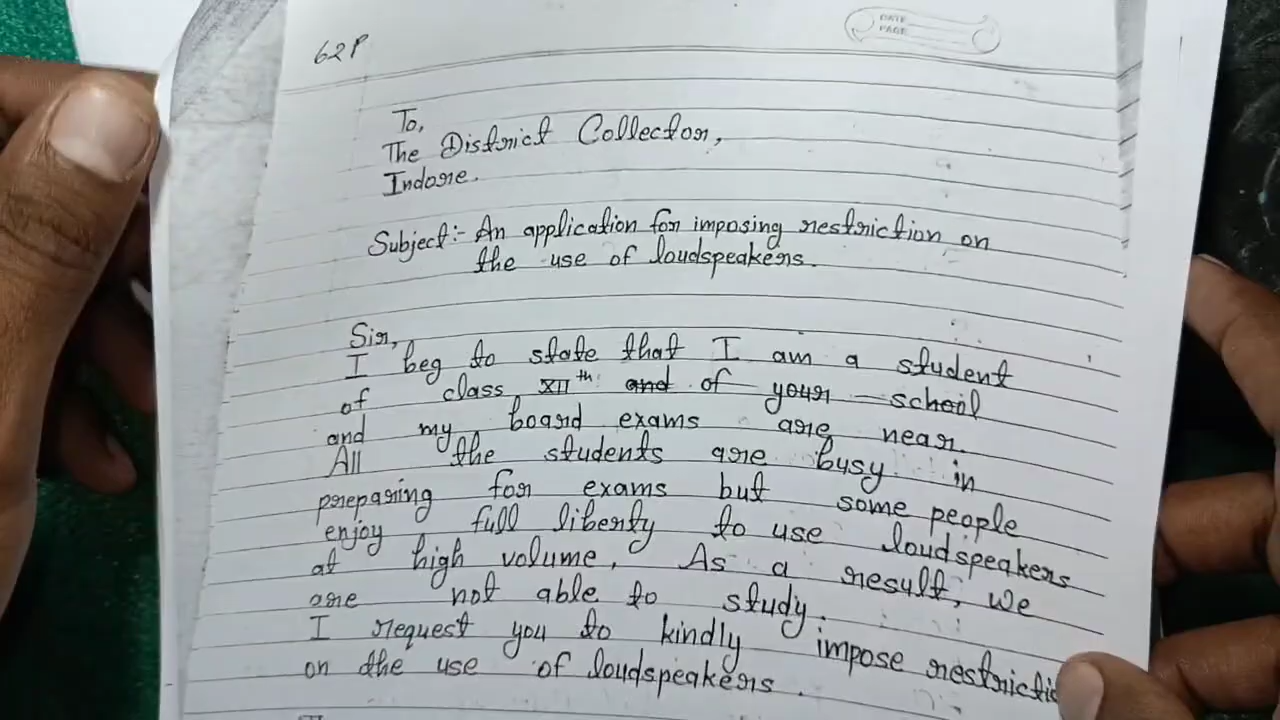 62P
DATE
PAGE
To,
The District Collector,
Indore.
Subject:- An application for imposing restriction on
the use of loudspeakers.
Sir,
I beg to state that I am a student
of class XIIth and of your school
and my board exams are near.
All the students are busy in
preparing for exams but some people
enjoy full liberty to use loudspeakers
at high volume. As a result, we
are not able to study.
I request you to kindly impose restrictio
on the use of loudspeakers.